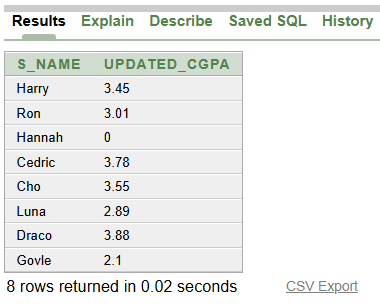 Results Explain Describe Saved SQL History
S_NAME UPDATED_CGPA
Harry 3.45
Ron 3.01
Hannah 0
Cedric 3.78
Cho 3.55
Luna 2.89
Draco 3.88
Govle 2.1
8 rows returned in 0.02 seconds CSV Export